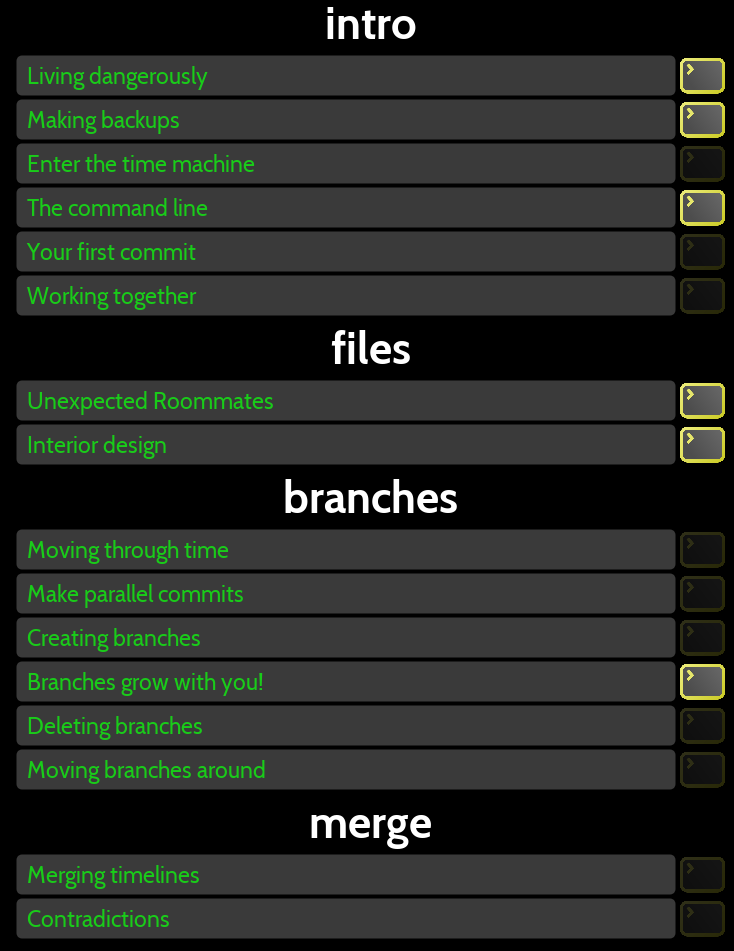 intro
Living dangerously
Making backups
Enter the time machine
The command line
Your first commit
Working together
files
Unexpected Roommates
Interior design
branches
Moving through time
Make parallel commits
Creating branches
Branches grow with you!
Deleting branches
Moving branches around
merge
Merging timelines
Contradictions